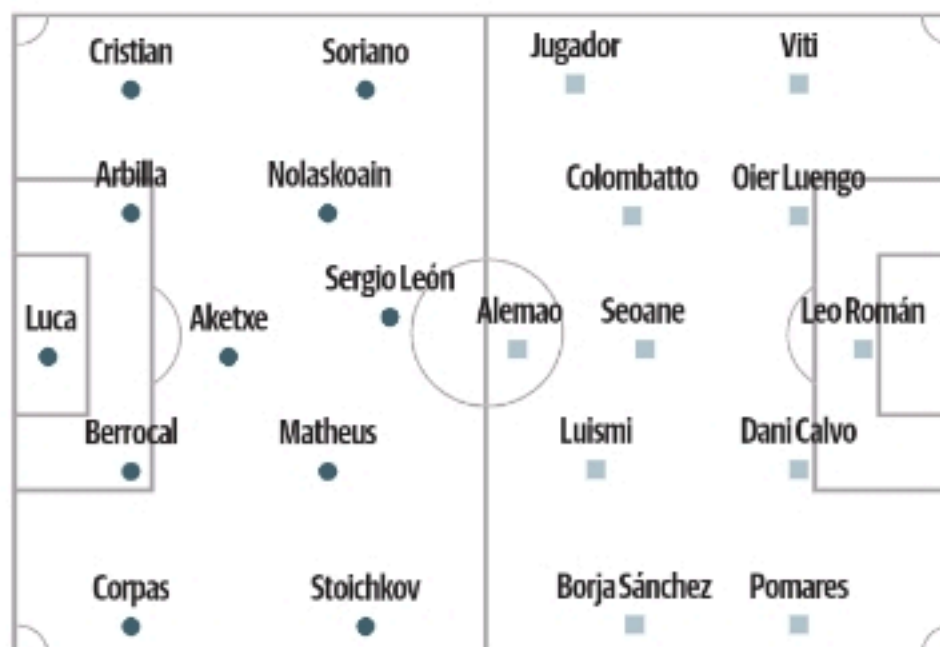 Cristian
Soriano
Jugador
Viti
Arbilla
Nolaskoain
Colombatto
Oier Luengo
Sergio León
Luca
Aketxe
Alemao
Seoane
Leo Román
Berrocal
Matheus
Luismi
Dani Calvo
Corpas
Stoichkov
Borja Sánchez
Pomares